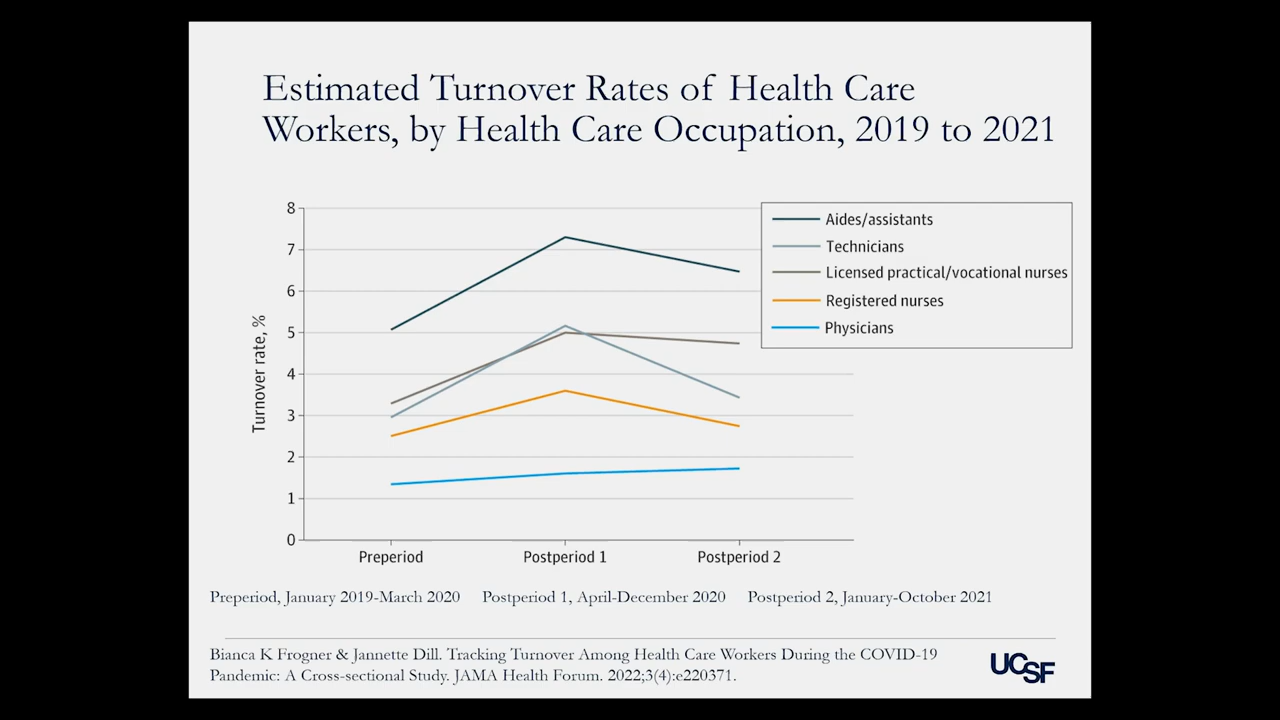 Estimated Turnover Rates of Health Care
Workers, by Health Care Occupation, 2019 to 2021
8
7
6
5
4
3
2
1
0
Turnover rate, %
Aides/assistants
Technicians
Licensed practical/vocational nurses
Registered nurses
Physicians
Preperiod
Postperiod 1
Postperiod 2
Preperiod, January 2019-March 2020 Postperiod 1, April-December 2020 Postperiod 2, January-October 2021
Bianca K Frogner & Jannette Dill. Tracking Turnover Among Health Care Workers During the COVID-19
Pandemic: A Crossectional Study. JAMA Health Forum. 2022;3(4):e220371.
UCSF